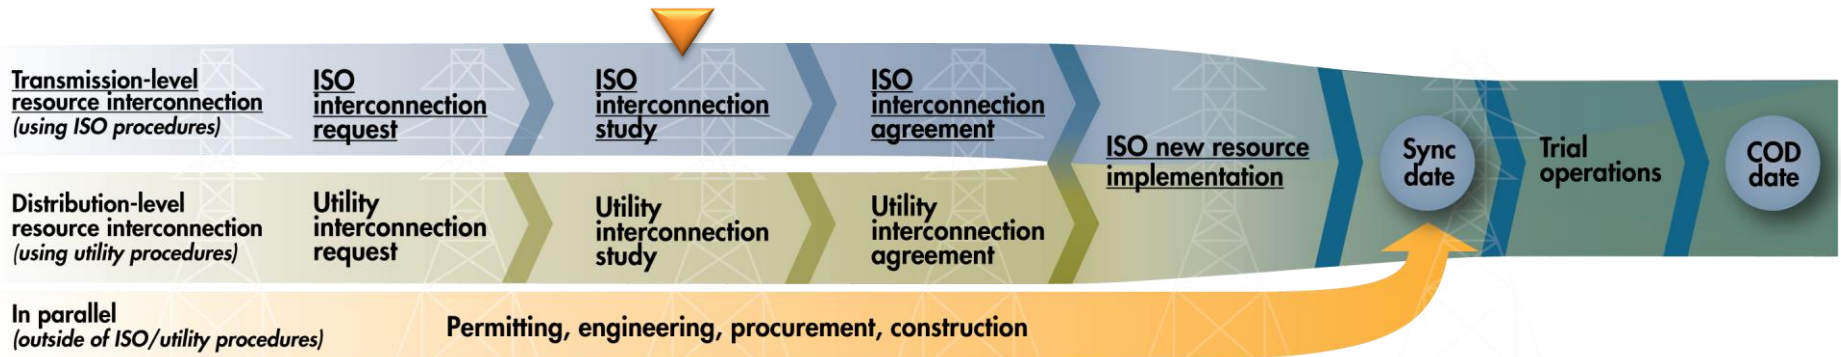 Transmission-level
resource interconnection
(using ISO procedures)
ISO
interconnection
request
ISO
interconnection
study
ISO
interconnection
agreement
Distribution-level
resource interconnection
(using utility procedures)
Utility
interconnection
request
Utility
interconnection
study
Utility
interconnection
agreement
ISO new resource
implementation
Sync
date
Trial
operations
COD
date
In parallel
(outside of ISO/utility procedures)
Permitting, engineering, procurement, construction